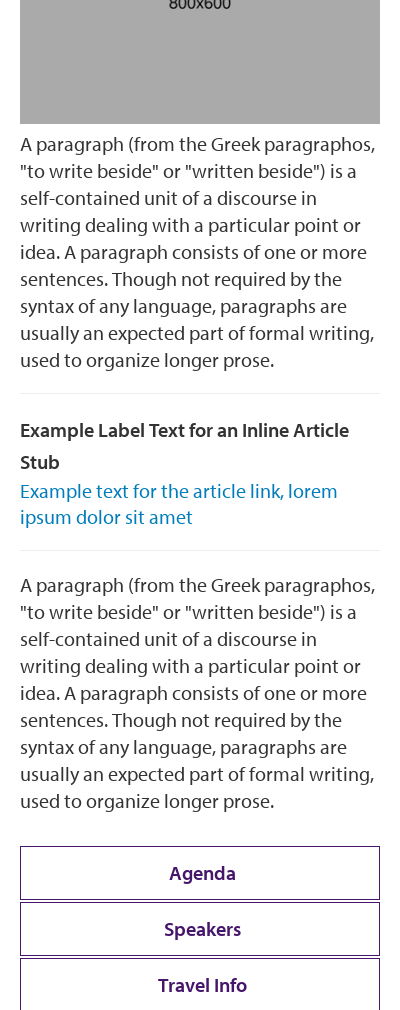 800x600
A paragraph (from the Greek paragraphos,
"to write beside" or "written beside") is a
self-contained unit of a discourse in
writing dealing with a particular point or
idea. A paragraph consists of one or more
sentences. Though not required by the
syntax of any language, paragraphs are
usually an expected part of formal writing,
used to organize longer prose.
Example Label Text for an Inline Article
Stub
Example text for the article link, lorem
ipsum dolor sit amet
A paragraph (from the Greek paragraphos,
"to write beside" or "written beside") is a
self-contained unit of a discourse in
writing dealing with a particular point or
idea. A paragraph consists of one or more
sentences. Though not required by the
syntax of any language, paragraphs are
usually an expected part of formal writing,
used to organize longer prose.
Agenda
Speakers
Travel Info